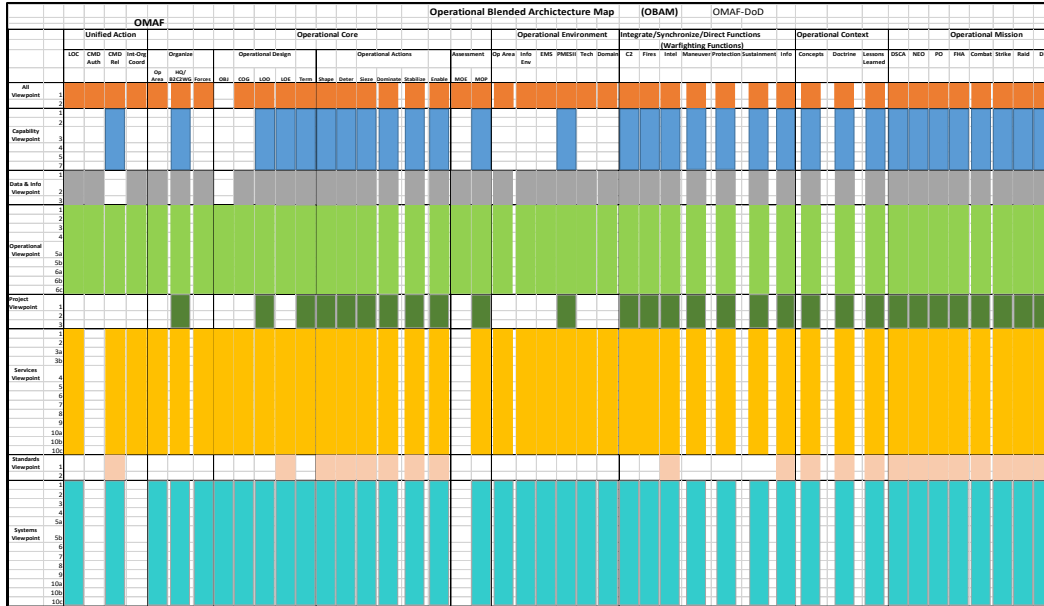 Operational Blended Archictecture Map (OBAM) OMAF-DoD
OMAF
Unified Action Operational Core Operational Environment Integrate/Synchronize/Direct Functions Operational Context Operational Mission
(Warfighting Functions)
LOC CMD Auth CMD Rel Int-Org Coord Organize Operational Design Operational Actions Assessment Op Area Info Env EMS PMESII Tech Domain C2 Fires Intel Maneuver Protection Sustainment Info Concepts Doctrine Lessons Learned DSCA NEO PO FHA Combat Strike Raid
Op Area HQ/ B2C2WG Forces OBJ COG LOO LOE Term Shape Deter Sieze Dominate Stabilize Enable MOE MOP
All Viewpoint
1
2
Capability Viewpoint
1
2
3
4
5
7
Data & Info Viewpoint
1
2
3
Operational Viewpoint
1
2
3
4
5a
5b
6a
6b
6c
Project Viewpoint
1
2
3
Services Viewpoint
1
2
3a
3b
4
5
6
7
8
9
10a
10b
10c
Standards Viewpoint
1
2
Systems Viewpoint
1
2
3
4
5a
5b
6
7
8
9
10a
10b
10c